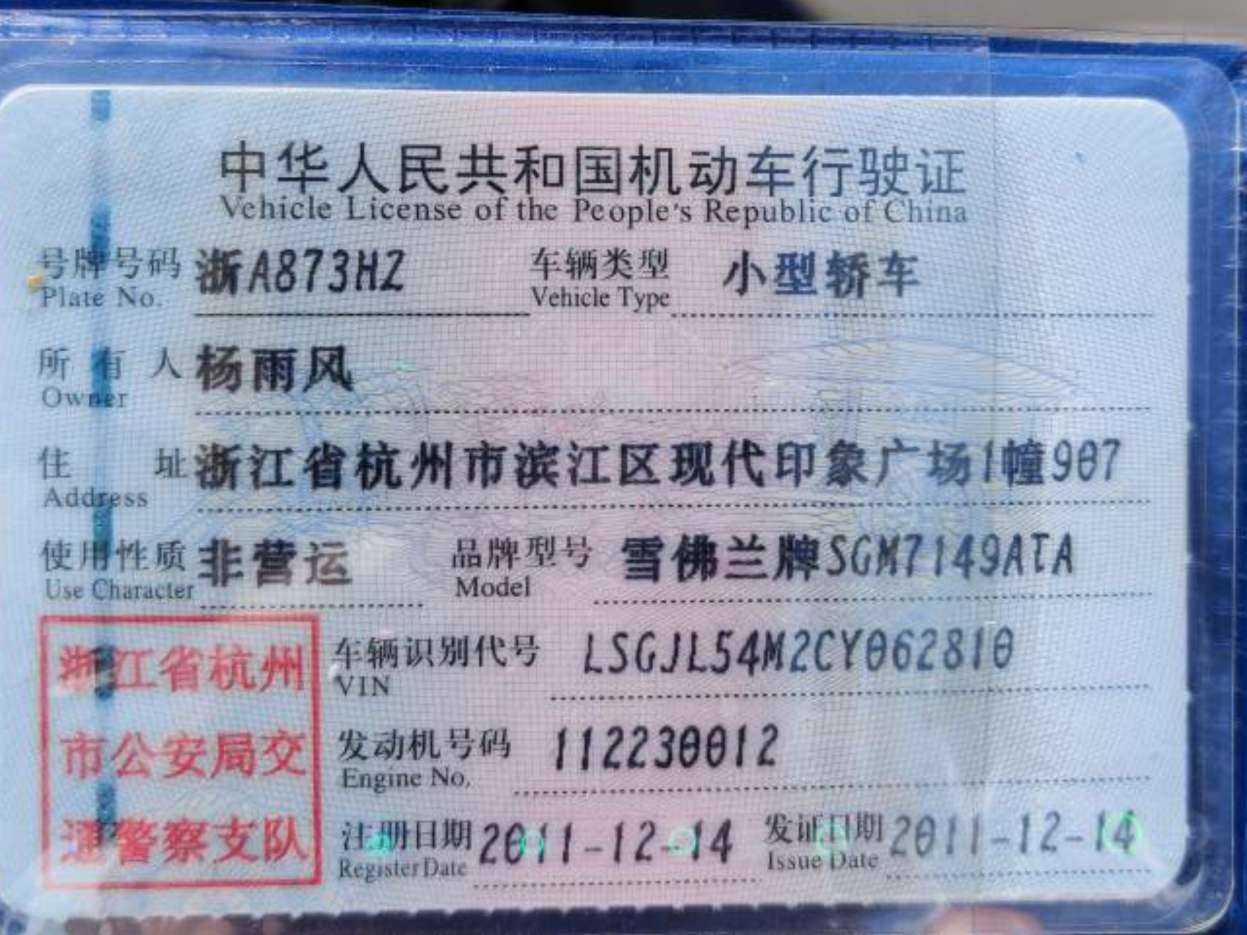 中华人民共和国机动车行驶证
Vehicle License of the People's Republic of China
号牌号码 浙A873HZ 车辆类型 小型轿车
Plate No. Vehicle Type
所有人 杨雨风
Owner
住址 浙江省杭州市滨江区现代印象广场1幢907
Address
使用性质 非营运 品牌型号 雪佛兰牌SGM7149ATA
Use Character Model
浙江省杭州
市公安局交
通警察支队
车辆识别代号 LSGJL54M2CY062810
VIN
发动机号码 112230012
Engine No.
注册日期 2011-12-14 发证日期 2011-12-14
Register Date Issue Date